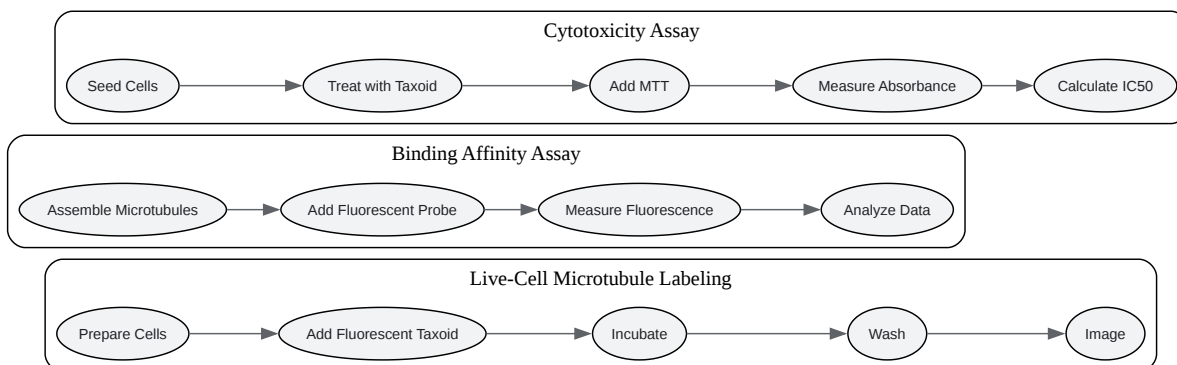 Cytotoxicity Assay
Seed Cells
Treat with Taxoid
Add MTT
Measure Absorbance
Calculate IC50
Binding Affinity Assay
Assemble Microtubules
Add Fluorescent Probe
Measure Fluorescence
Analyze Data
Live-Cell Microtubule Labeling
Prepare Cells
Add Fluorescent Taxoid
Incubate
Wash
Image